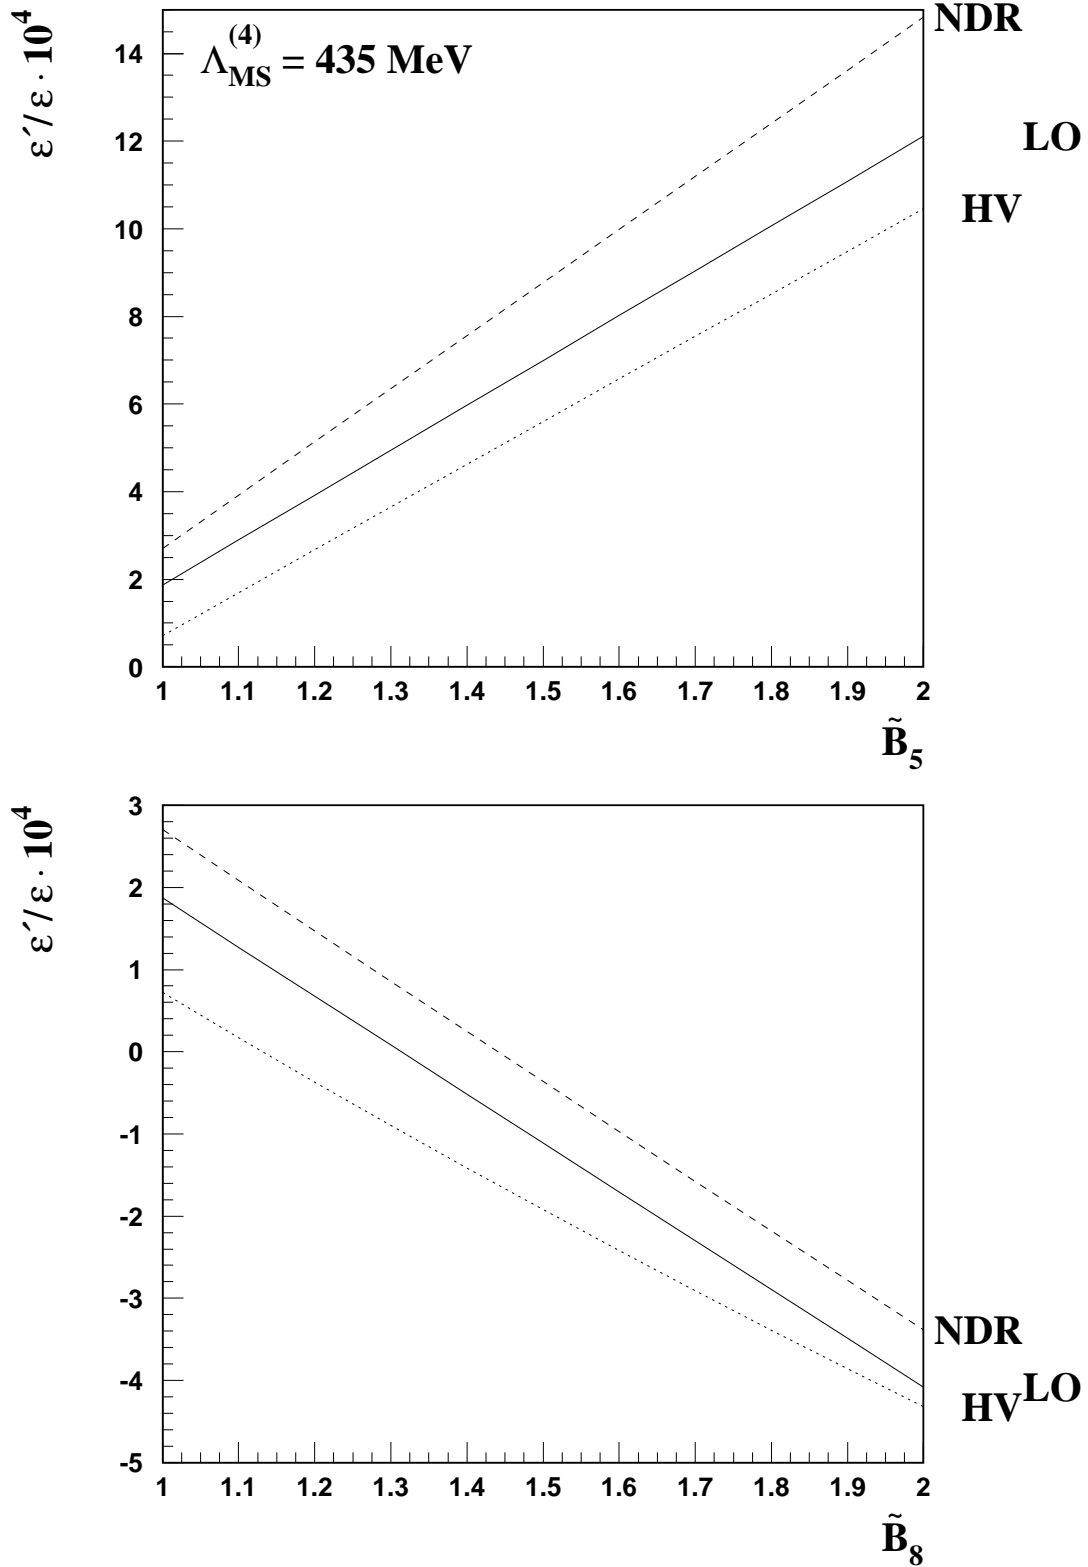 ε′/ε · 10⁴
Λ_MS^(4) = 435 MeV
NDR
LO
HV
14
12
10
8
6
4
2
0
1 1.1 1.2 1.3 1.4 1.5 1.6 1.7 1.8 1.9 2
B̃₅
ε′/ε · 10⁴
3
2
1
0
-1
-2
-3
-4
-5
NDR
LO
HV
1 1.1 1.2 1.3 1.4 1.5 1.6 1.7 1.8 1.9 2
B̃₈